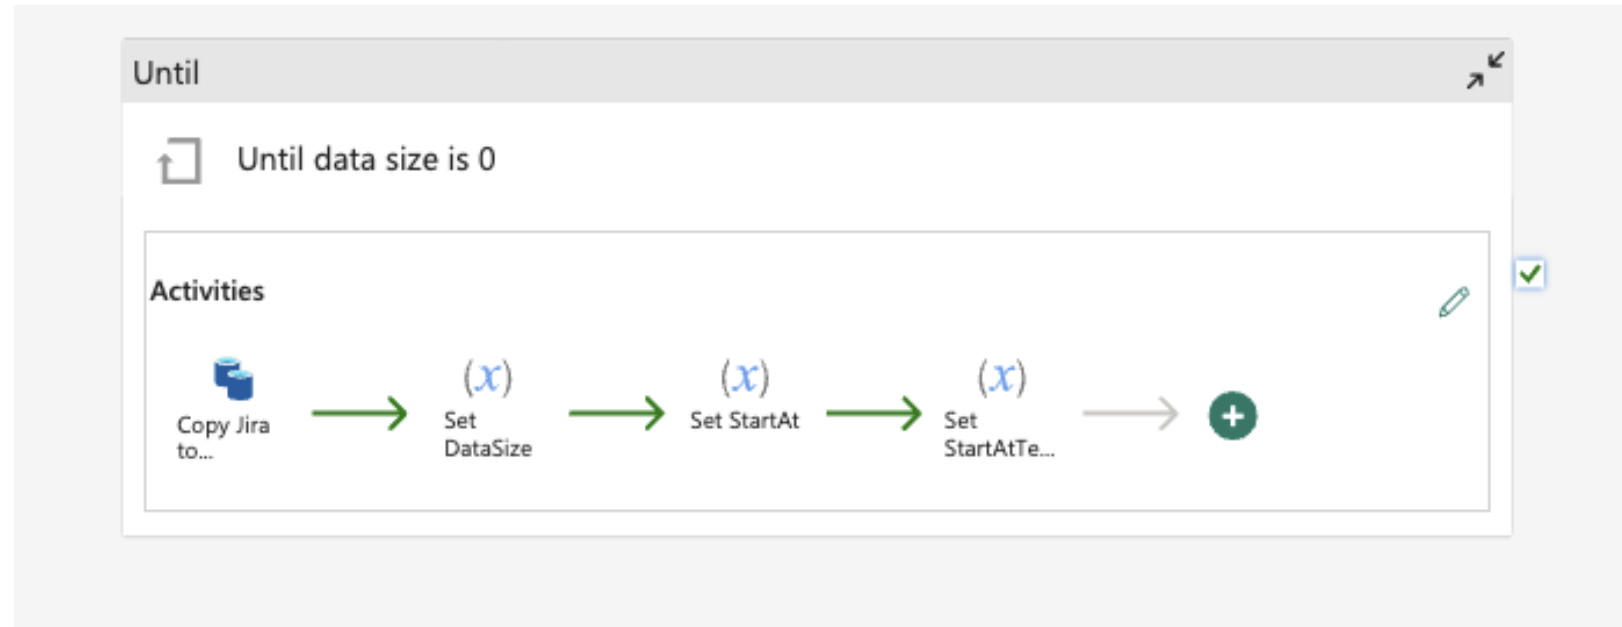 Until
Until data size is 0
Activities
(x)
(x)
(x)
Copy Jira
to...
Set
DataSize
Set StartAt
Set
StartAtTe...